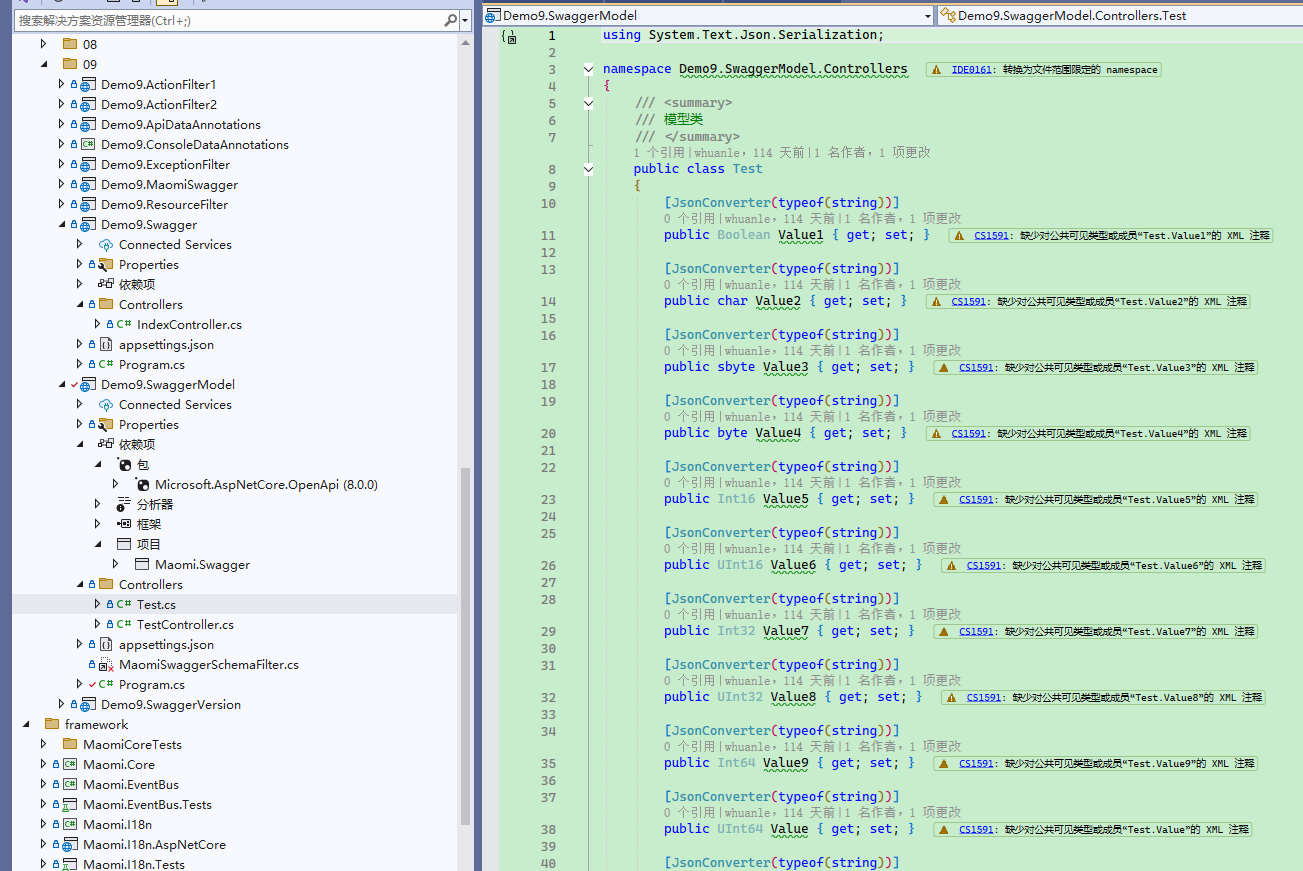 搜索解决方案资源管理器(Ctrl+;)
08
09
Demo9.ActionFilter1
Demo9.ActionFilter2
Demo9.ApiDataAnnotations
Demo9.ConsoleDataAnnotations
Demo9.ExceptionFilter
Demo9.MaomiSwagger
Demo9.ResourceFilter
Demo9.Swagger
Connected Services
Properties
依赖项
Controllers
C# IndexController.cs
appsettings.json
C# Program.cs
Demo9.SwaggerModel
Connected Services
Properties
依赖项
包
Microsoft.AspNetCore.OpenApi (8.0.0)
分析器
框架
项目
Maomi.Swagger
Controllers
C# Test.cs
C# TestController.cs
appsettings.json
MaomiSwaggerSchemaFilter.cs
C# Program.cs
Demo9.SwaggerVersion
framework
MaomiCoreTests
Maomi.Core
Maomi.EventBus
Maomi.EventBus.Tests
Maomi.I18n
Maomi.I18n.AspNetCore
Maomi.I18n.Tests
Demo9.SwaggerModel
Demo9.SwaggerModel.Controllers.Test
1 using System.Text.Json.Serialization;
2
3 namespace Demo9.SwaggerModel.Controllers IDE0161: 转换为文件范围限定的 namespace
4 {
5 /// <summary>
6 /// 模型类
7 /// </summary>
1 个引用|whuanle，114 天前|1 名作者，1 项更改
8 public class Test
9 {
10 [JsonConverter(typeof(string))]
0 个引用|whuanle，114 天前|1 名作者，1 项更改
11 public Boolean Value1 { get; set; } CS1591: 缺少对公共可见类型或成员“Test.Value1”的 XML 注释
12
13 [JsonConverter(typeof(string))]
0 个引用|whuanle，114 天前|1 名作者，1 项更改
14 public char Value2 { get; set; } CS1591: 缺少对公共可见类型或成员“Test.Value2”的 XML 注释
15
16 [JsonConverter(typeof(string))]
0 个引用|whuanle，114 天前|1 名作者，1 项更改
17 public sbyte Value3 { get; set; } CS1591: 缺少对公共可见类型或成员“Test.Value3”的 XML 注释
18
19 [JsonConverter(typeof(string))]
0 个引用|whuanle，114 天前|1 名作者，1 项更改
20 public byte Value4 { get; set; } CS1591: 缺少对公共可见类型或成员“Test.Value4”的 XML 注释
21
22 [JsonConverter(typeof(string))]
0 个引用|whuanle，114 天前|1 名作者，1 项更改
23 public Int16 Value5 { get; set; } CS1591: 缺少对公共可见类型或成员“Test.Value5”的 XML 注释
24
25 [JsonConverter(typeof(string))]
0 个引用|whuanle，114 天前|1 名作者，1 项更改
26 public UInt16 Value6 { get; set; } CS1591: 缺少对公共可见类型或成员“Test.Value6”的 XML 注释
27
28 [JsonConverter(typeof(string))]
0 个引用|whuanle，114 天前|1 名作者，1 项更改
29 public Int32 Value7 { get; set; } CS1591: 缺少对公共可见类型或成员“Test.Value7”的 XML 注释
30
31 [JsonConverter(typeof(string))]
0 个引用|whuanle，114 天前|1 名作者，1 项更改
32 public UInt32 Value8 { get; set; } CS1591: 缺少对公共可见类型或成员“Test.Value8”的 XML 注释
33
34 [JsonConverter(typeof(string))]
0 个引用|whuanle，114 天前|1 名作者，1 项更改
35 public Int64 Value9 { get; set; } CS1591: 缺少对公共可见类型或成员“Test.Value9”的 XML 注释
36
37 [JsonConverter(typeof(string))]
0 个引用|whuanle，114 天前|1 名作者，1 项更改
38 public UInt64 Value { get; set; } CS1591: 缺少对公共可见类型或成员“Test.Value”的 XML 注释
39
40 [JsonConverter(typeof(string))]